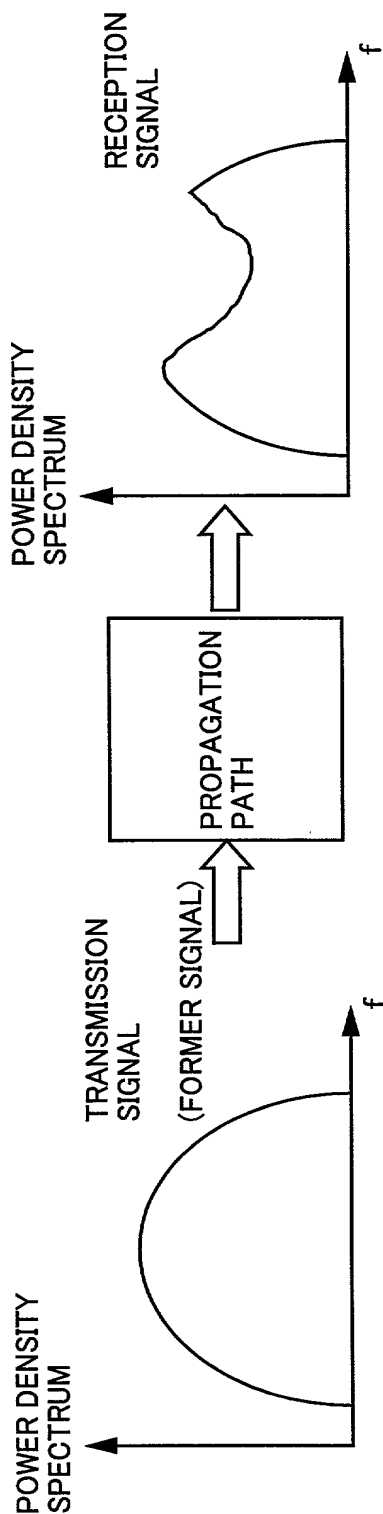 POWER DENSITY
SPECTRUM
f
TRANSMISSION
SIGNAL
(FORMER SIGNAL)
PROPAGATION
PATH
POWER DENSITY
SPECTRUM
RECEPTION
SIGNAL
f